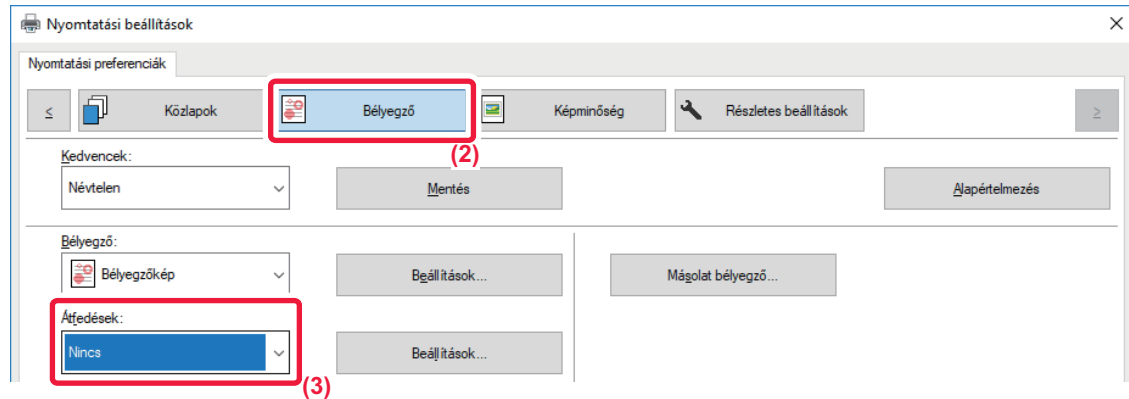 Nyomtatási beállítások
Nyomtatási preferenciák
< Közlapok Bélyegző Képminőség Részletes beállítások >
(2)
Kedvencek:
Névtelen Mentés Alapértelmezés
Bélyegző:
Bélyegzőkép Beállítások... Másolat bélyegző...
Átfedések:
Nincs Beállítások...
(3)